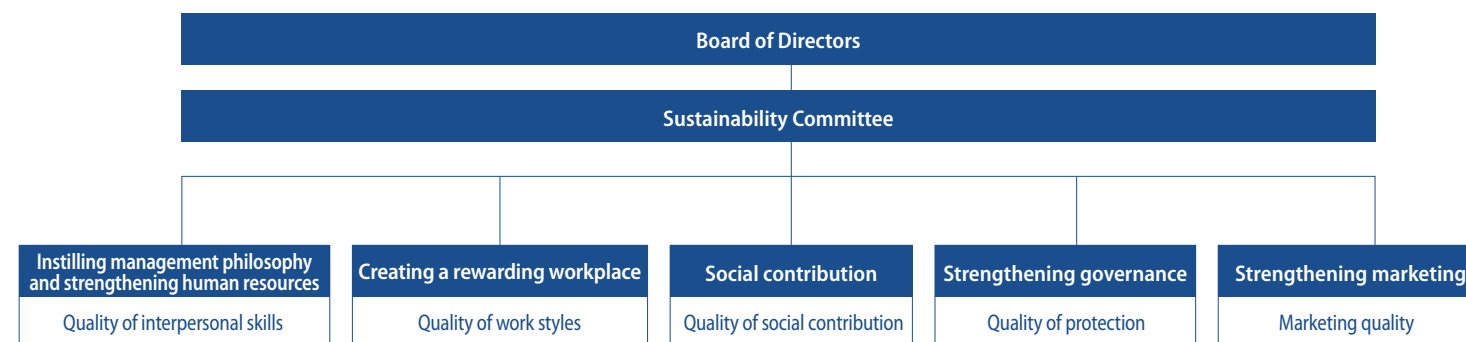 Board of Directors
Sustainability Committee
Instilling management philosophy
and strengthening human resources
Quality of interpersonal skills
Creating a rewarding workplace
Quality of work styles
Social contribution
Quality of social contribution
Strengthening governance
Quality of protection
Strengthening marketing
Marketing quality